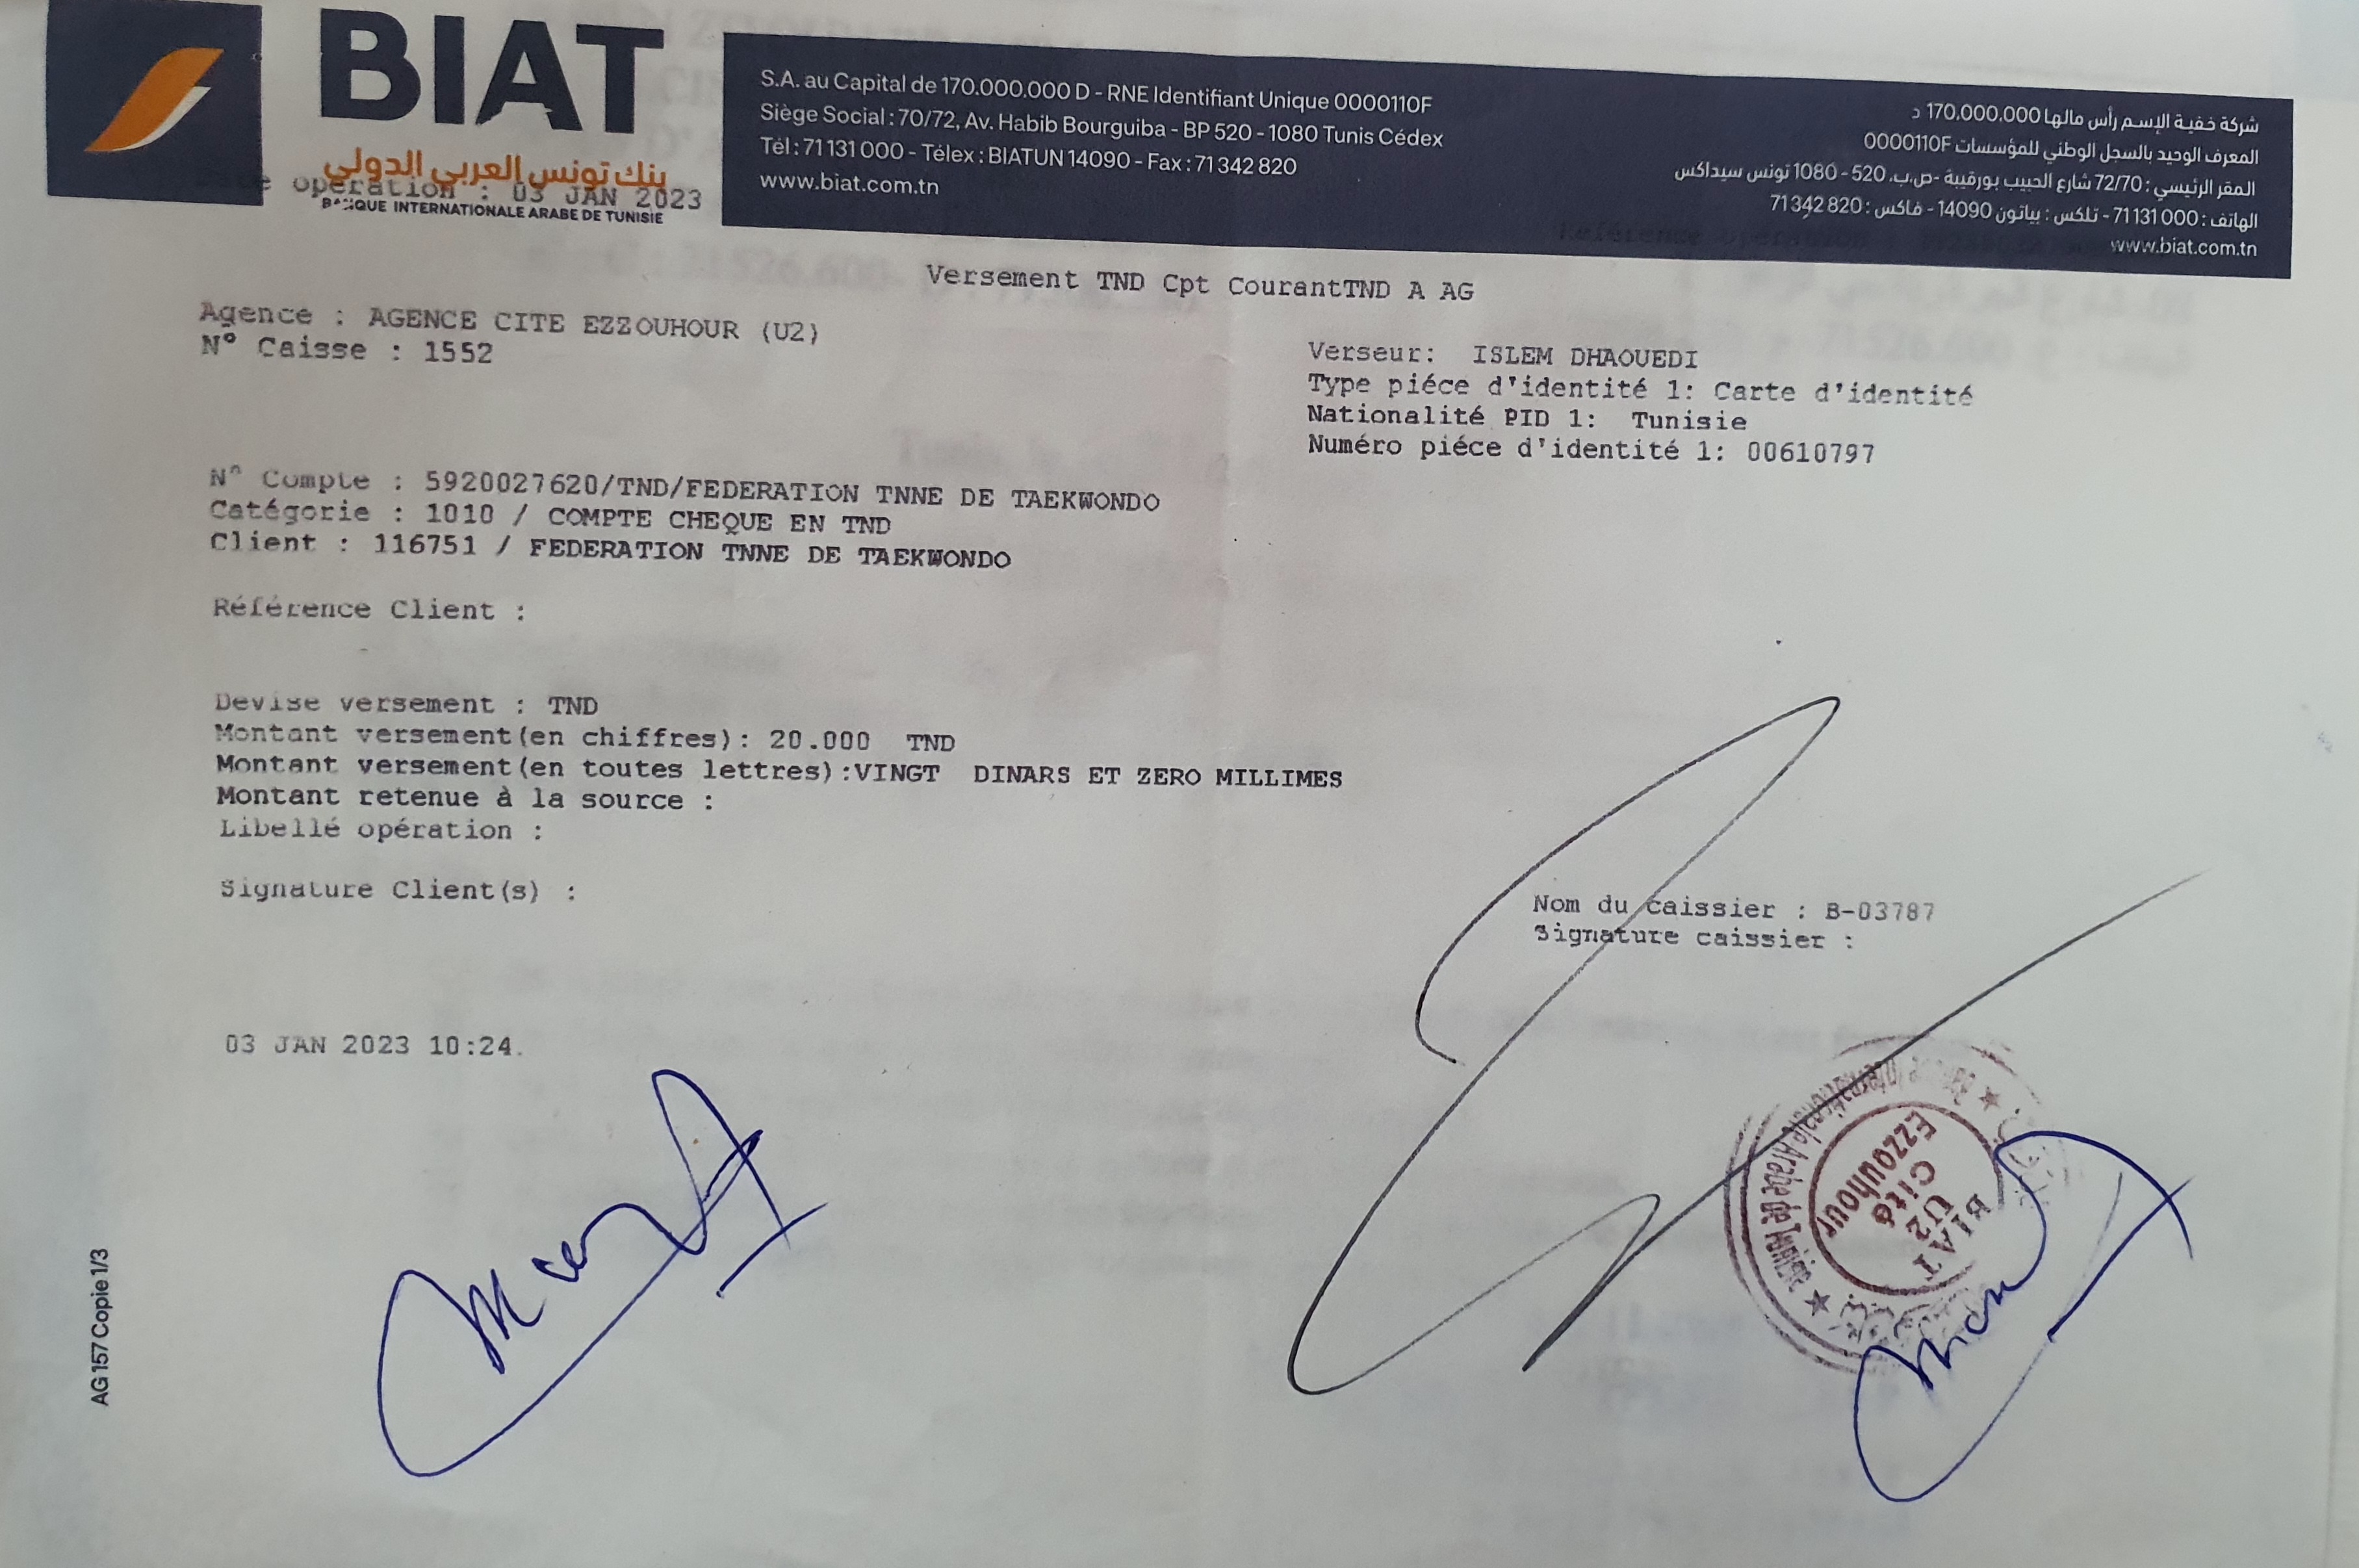 BIAT
بنك تونس العربي الدولي
BANQUE INTERNATIONALE ARABE DE TUNISIE
S.A. au Capital de 170.000.000 D - RNE Identifiant Unique 0000110F
Siège Social : 70/72, Av. Habib Bourguiba - BP 520 - 1080 Tunis Cédex
Tél : 71 131 000 - Télex : BIATUN 14090 - Fax : 71 342 820
www.biat.com.tn
شركة خفية الإسم رأس مالها 170.000.000 د
المعرف الوحيد بالسجل الوطني للمؤسسات 0000110F
المقر الرئيسي : 72/70 شارع الحبيب بورقيبة -ص.ب. 520 - 1080 تونس سيداكس
الهاتف : 71 131 000 - تلكس : بياتون 14090 - فاكس : 71 342 820
www.biat.com.tn
operation : 03 JAN 2023
Versement TND Cpt CourantTND A AG
Agence : AGENCE CITE EZZOUHOUR (U2)
N° Caisse : 1552
Verseur: ISLEM DHAOUEDI
Type piéce d'identité 1: Carte d'identité
Nationalité PID 1: Tunisie
Numéro piéce d'identité 1: 00610797
N° Compte : 5920027620/TND/FEDERATION TNNE DE TAEKWONDO
Catégorie : 1010 / COMPTE CHEQUE EN TND
Client : 116751 / FEDERATION TNNE DE TAEKWONDO
Référence Client :
Devise versement : TND
Montant versement(en chiffres): 20.000 TND
Montant versement(en toutes lettres):VINGT DINARS ET ZERO MILLIMES
Montant retenue à la source :
Libellé opération :
Signature Client(s) :
Nom du caissier : B-03787
Signature caissier :
03 JAN 2023 10:24.
Internationale Arabe de Tunisie
BIAT
U2
Cité
Ezzouhour
AG 157 Copie 1/3